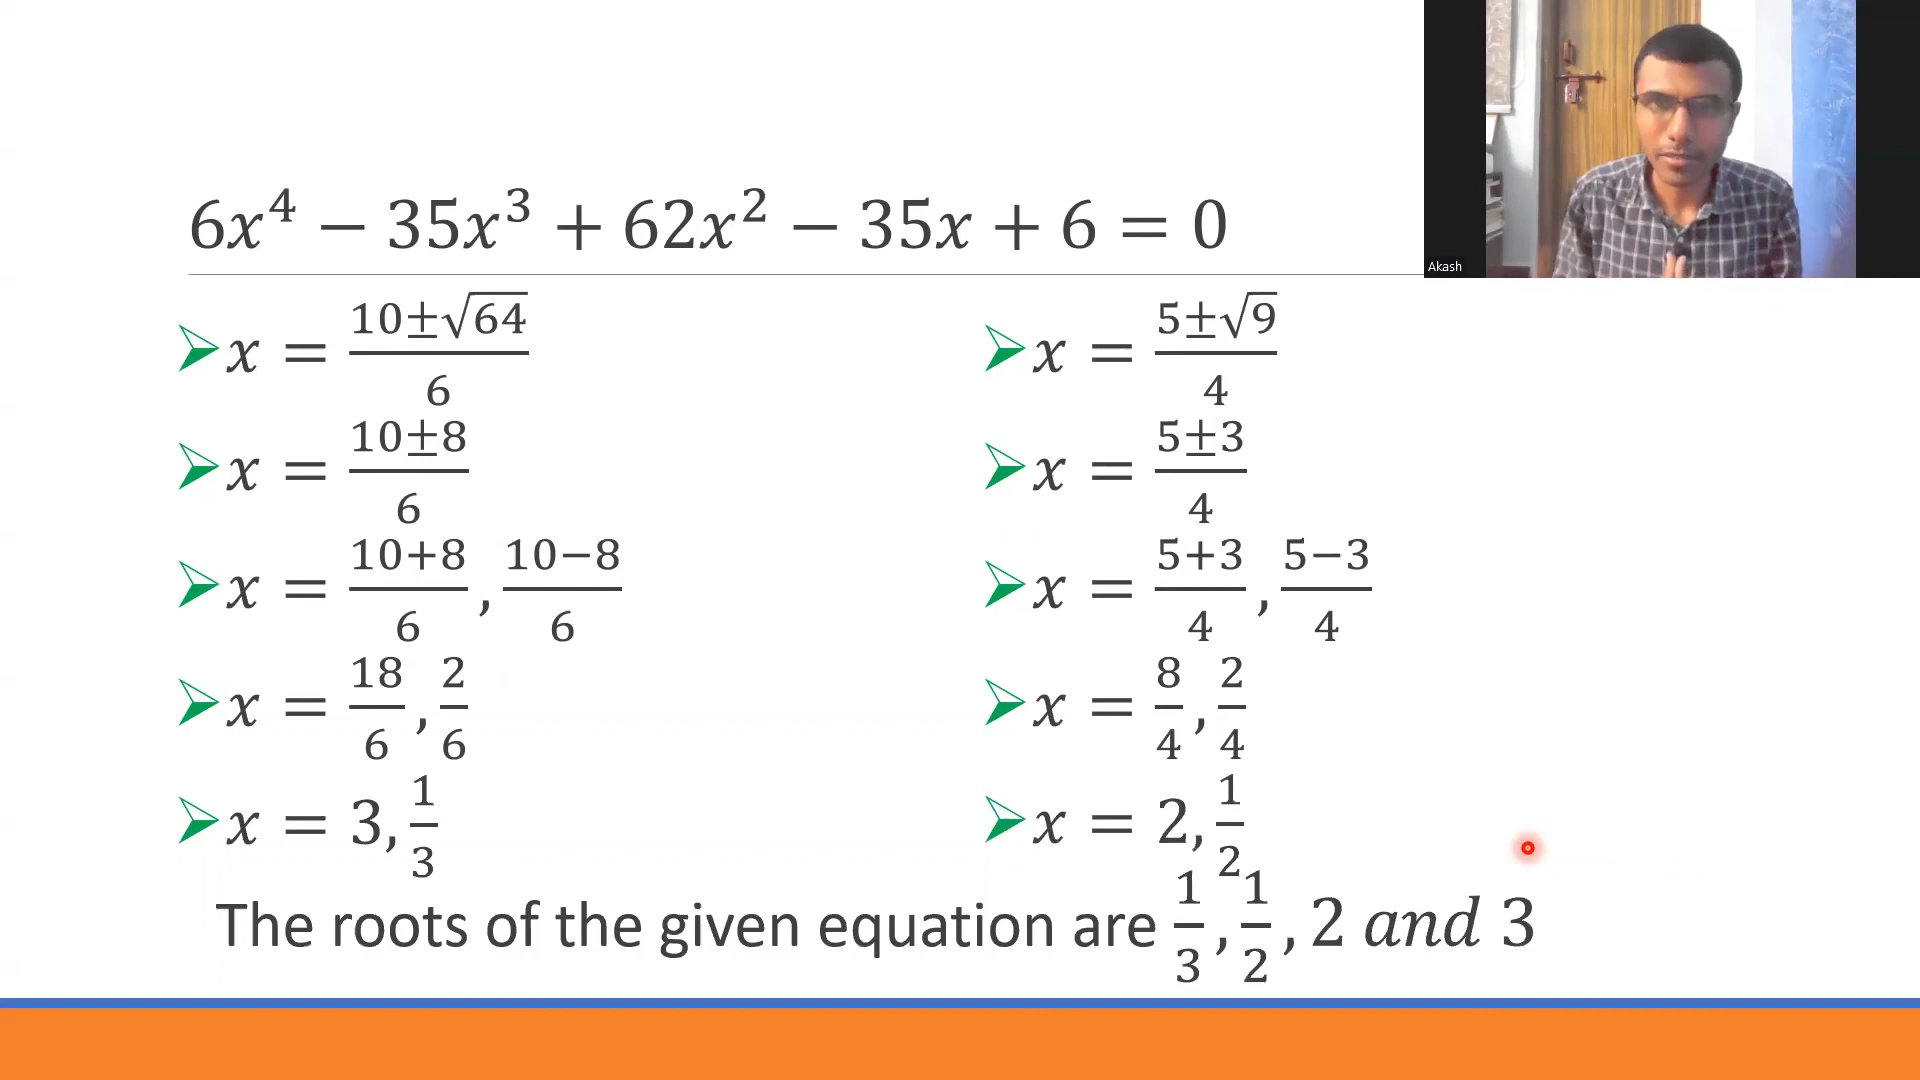 6x⁴ − 35x³ + 62x² − 35x + 6 = 0
Akash
x = (10±√64)/6
x = (10±8)/6
x = (10+8)/6, (10−8)/6
x = 18/6, 2/6
x = 3, 1/3
x = (5±√9)/4
x = (5±3)/4
x = (5+3)/4, (5−3)/4
x = 8/4, 2/4
x = 2, 1/2
The roots of the given equation are 1/3, 1/2, 2 and 3